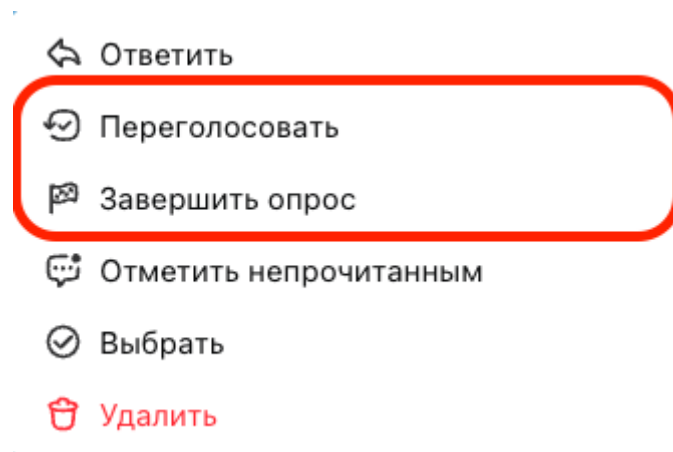 Ответить
Переголосовать
Завершить опрос
Отметить непрочитанным
Выбрать
Удалить